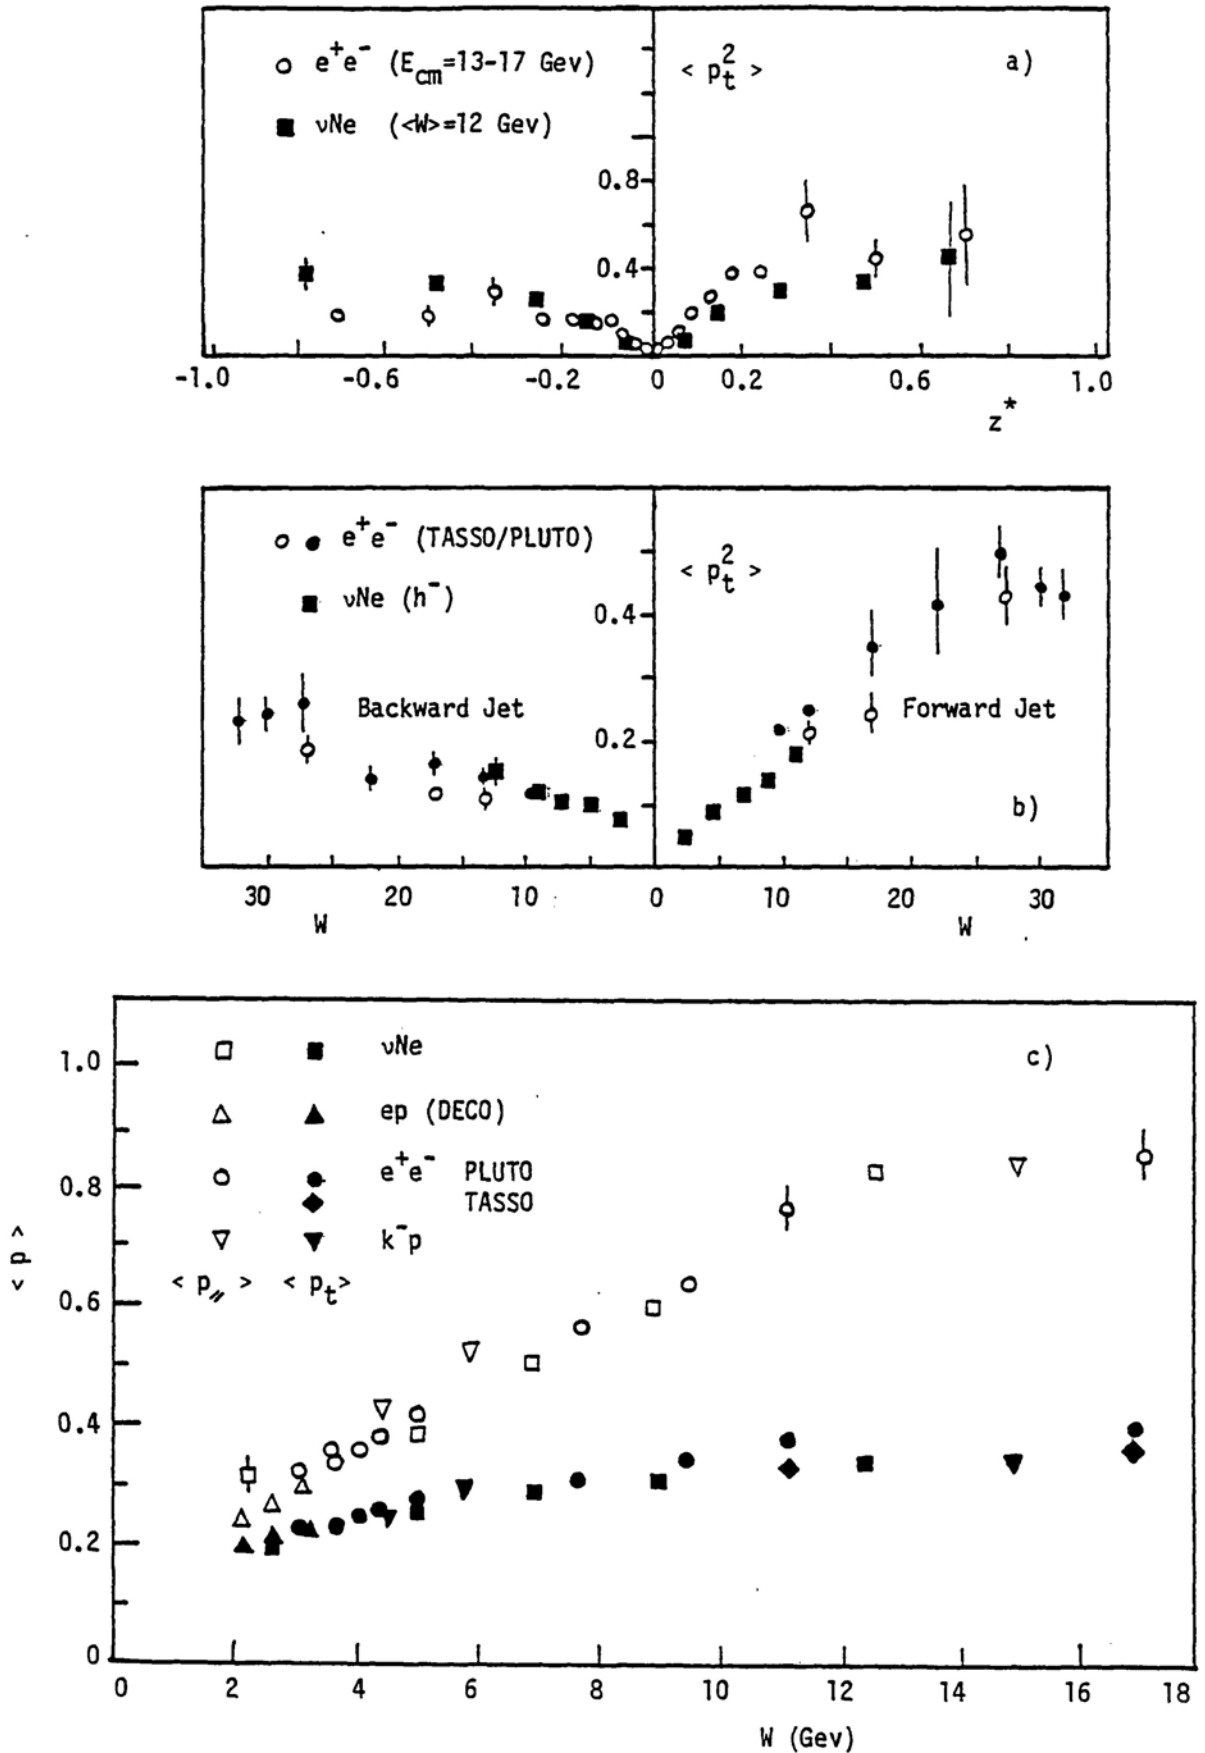 e+e- (Ecm=13-17 Gev)
< pt2 >
a)
νNe (<W>=12 Gev)
0.8
0.4
-1.0 -0.6 -0.2 0 0.2 0.6 1.0
z*
e+e- (TASSO/PLUTO)
< pt2 >
νNe (h-)
0.4
Backward Jet
Forward Jet
0.2
b)
30 20 10 0 10 20 30
W W
1.0
νNe
c)
ep (DECO)
e+e- PLUTO
0.8
TASSO
k-p
< p// > < pt>
< p >
0.6
0.4
0.2
0
0 2 4 6 8 10 12 14 16 18
W (Gev)